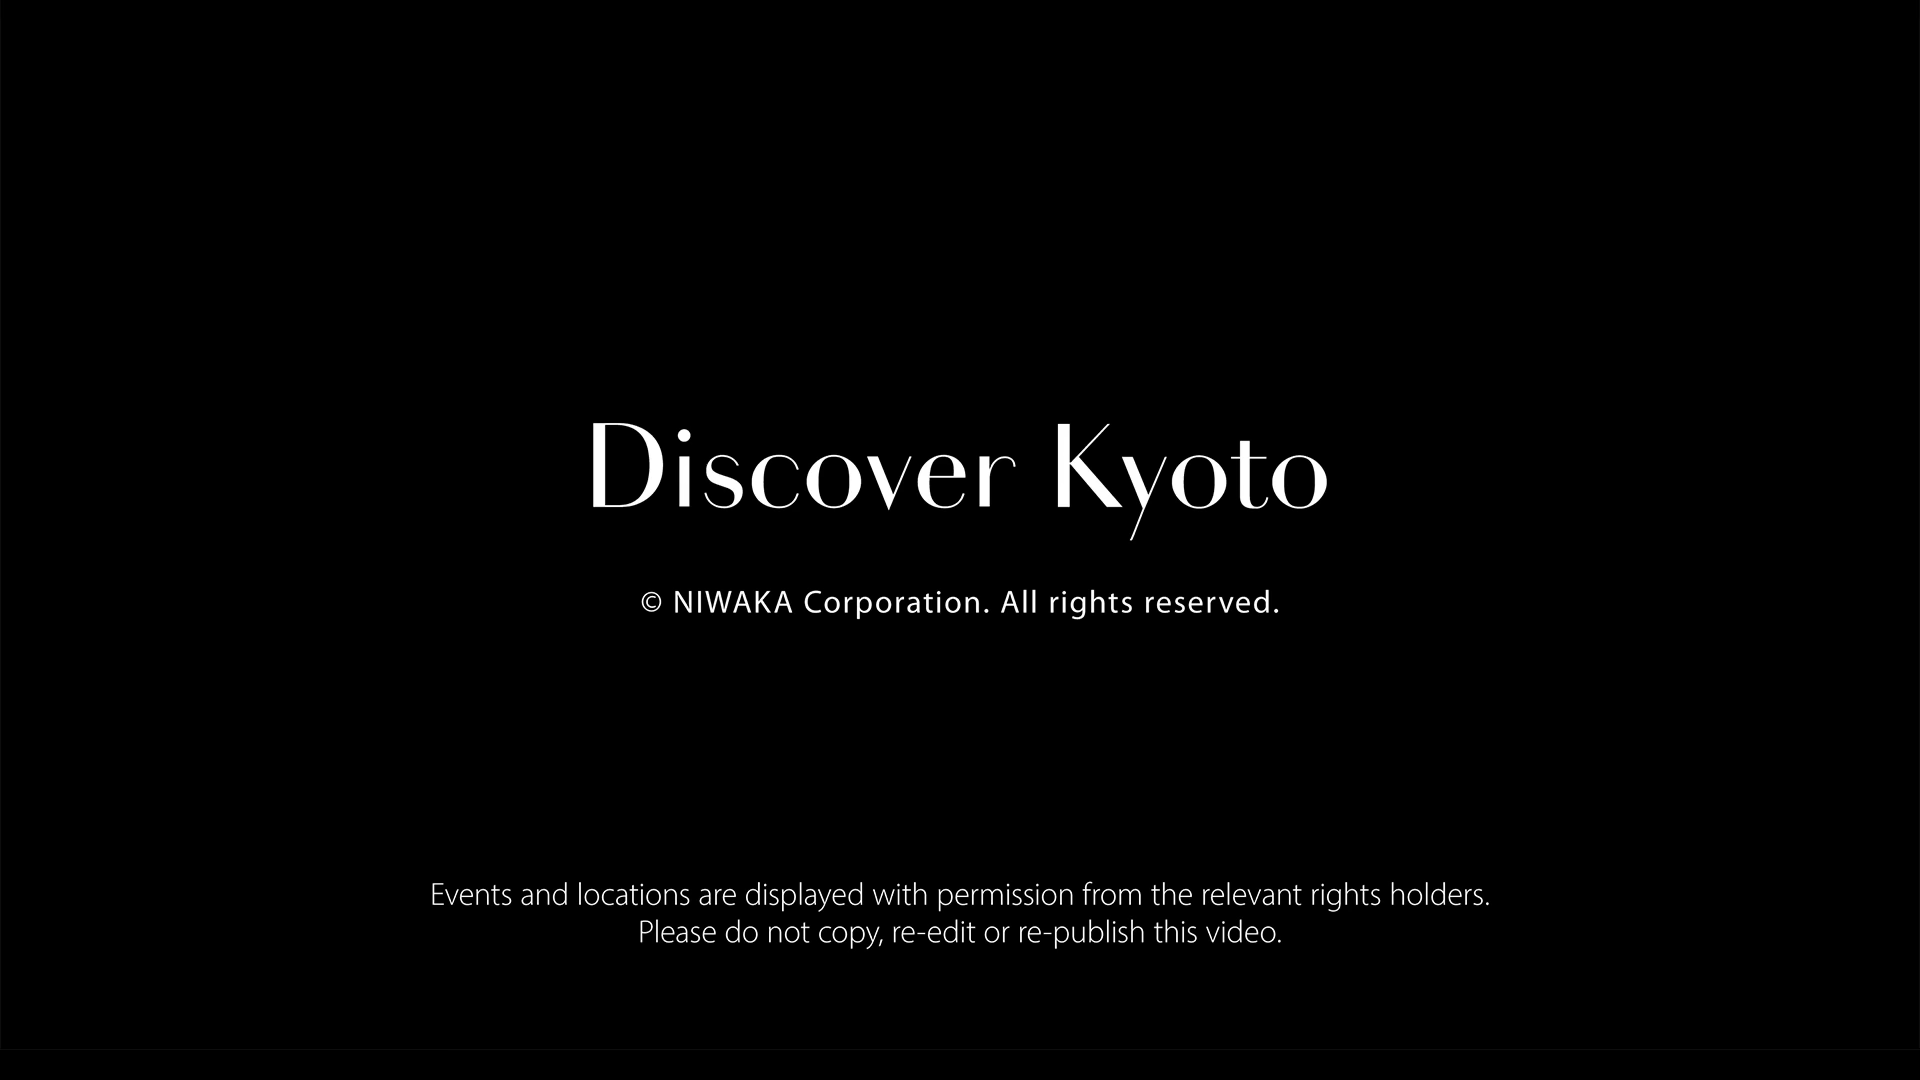 Discover Kyoto
© NIWAKA Corporation. All rights reserved.
Events and locations are displayed with permission from the relevant rights holders.
Please do not copy, re-edit or re-publish this video.